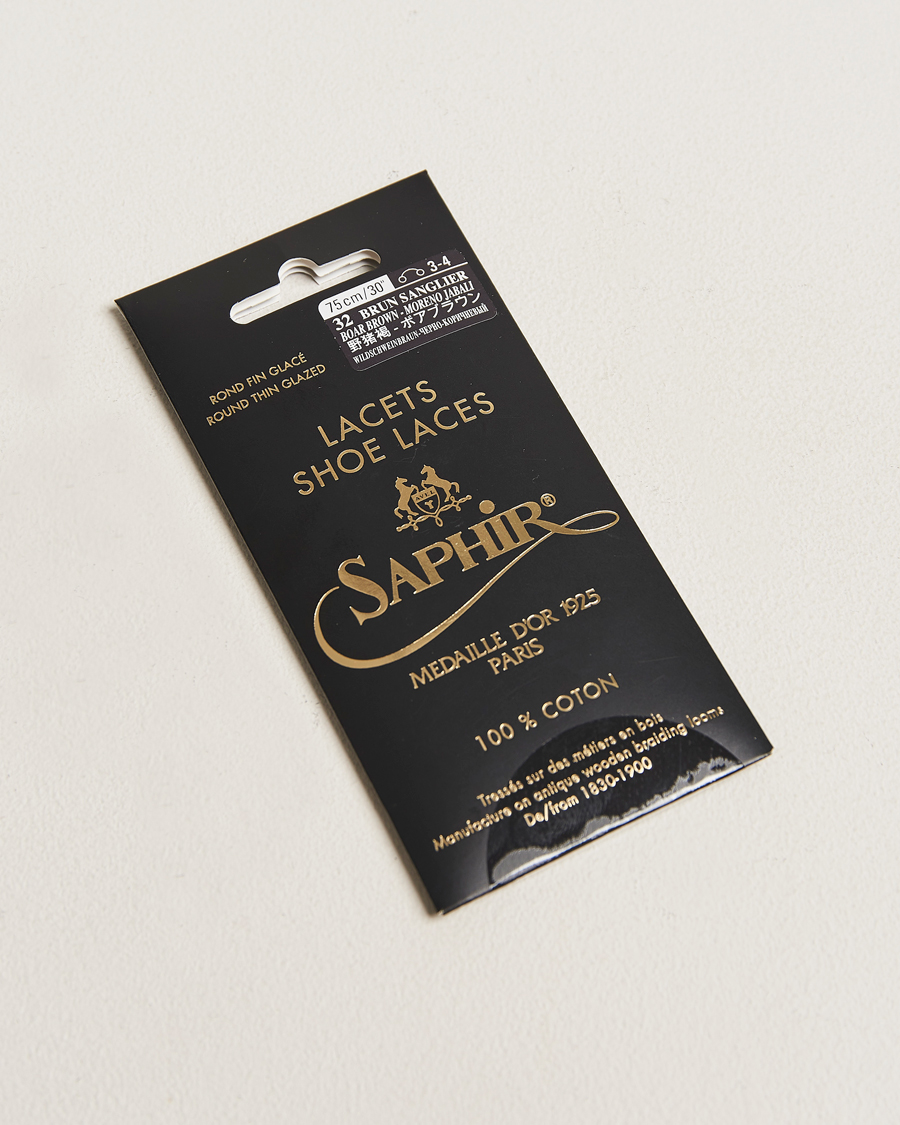 75cm/30" 3-4
32 BRUN SANGLIER
BOAR BROWN - MORENO JABALI
野猪褐 - ボアブラウン
WILDSCHWEINBRAUN-ЧЕРНО-КОРИЧНЕВЫЙ
ROND FIN GLACÉ
ROUND THIN GLAZED
LACETS
SHOE LACES
AVEL
SAPHIR®
MEDAILLE D'OR 1925
PARIS
100 % COTON
Tressés sur des métiers en bois
Manufacture on antique wooden braiding looms
De/from 1830-1900